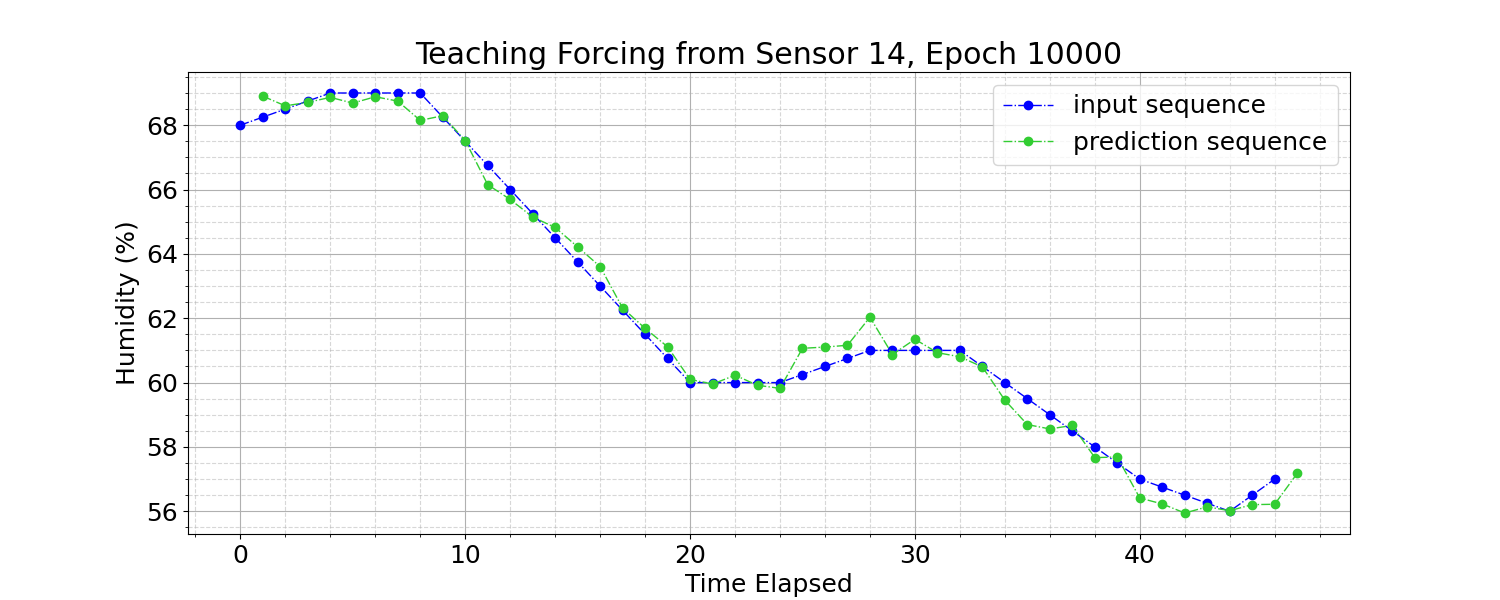 Teaching Forcing from Sensor 14, Epoch 10000
input sequence
prediction sequence
Humidity (%)
68
66
64
62
60
58
56
0 10 20 30 40
Time Elapsed